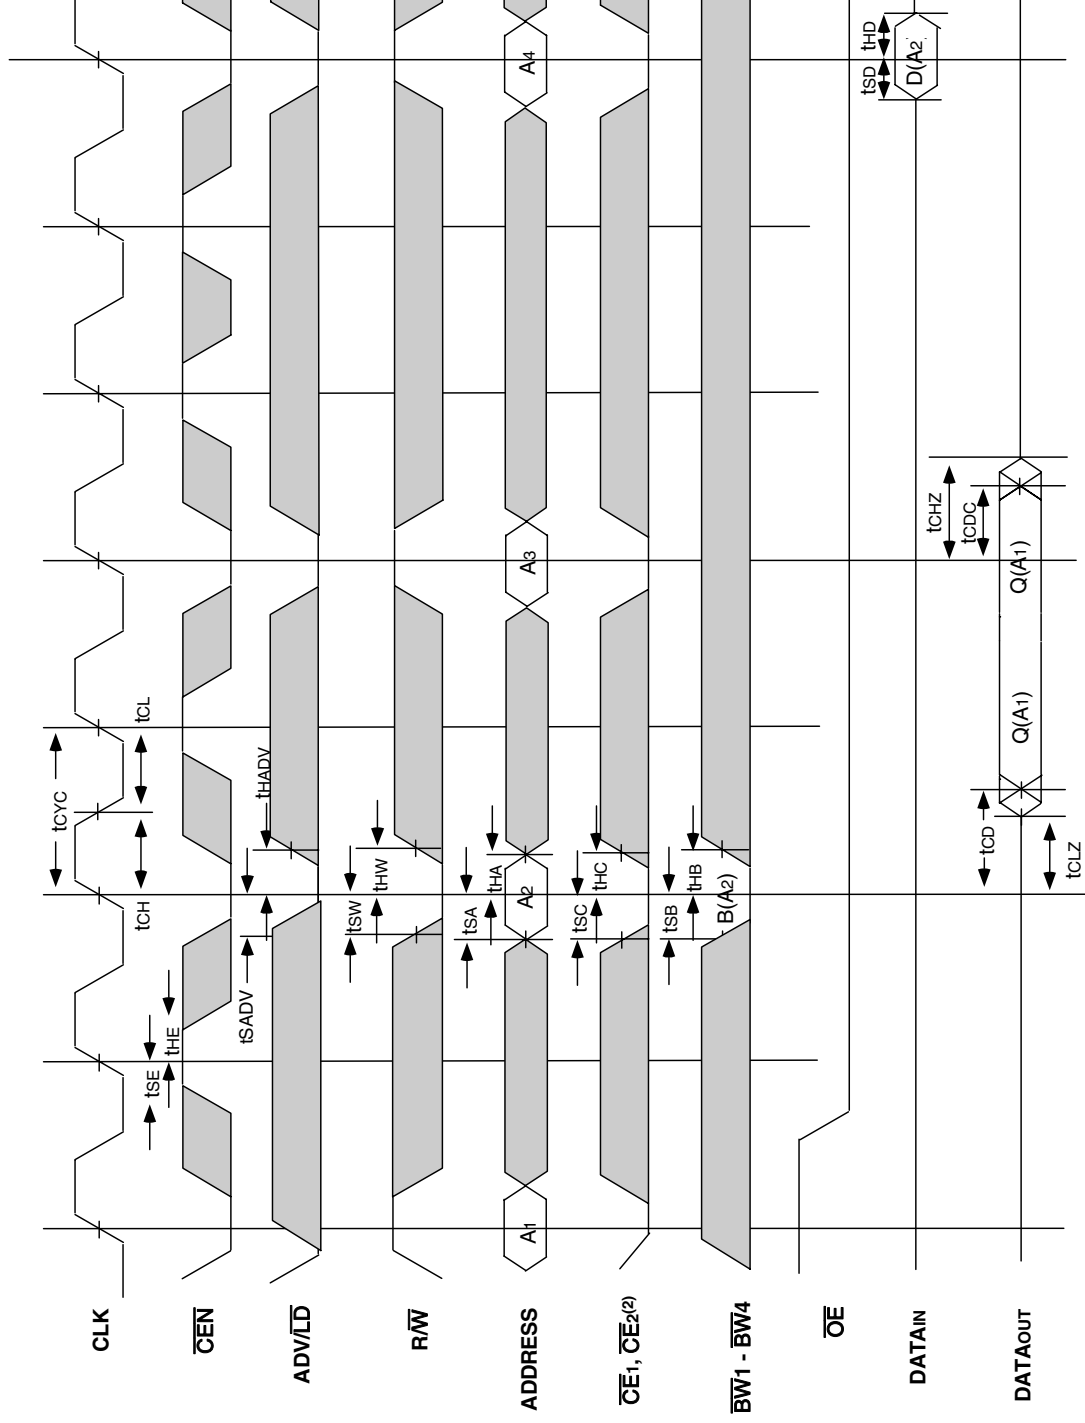 CLK
tCYC
tCH
tCL
CEN
tSE
tHE
ADV/LD
tSADV
tHADV
R/W
tSW
tHW
ADDRESS
A1
tSA
tHA
A2
A3
A4
CE1, CE2(2)
tSC
tHC
BW1 - BW4
tSB
tHB
B(A2)
OE
DATAIN
tSD
tHD
D(A2
DATAOUT
tCD
tCLZ
Q(A1)
Q(A1)
tCHZ
tCDC